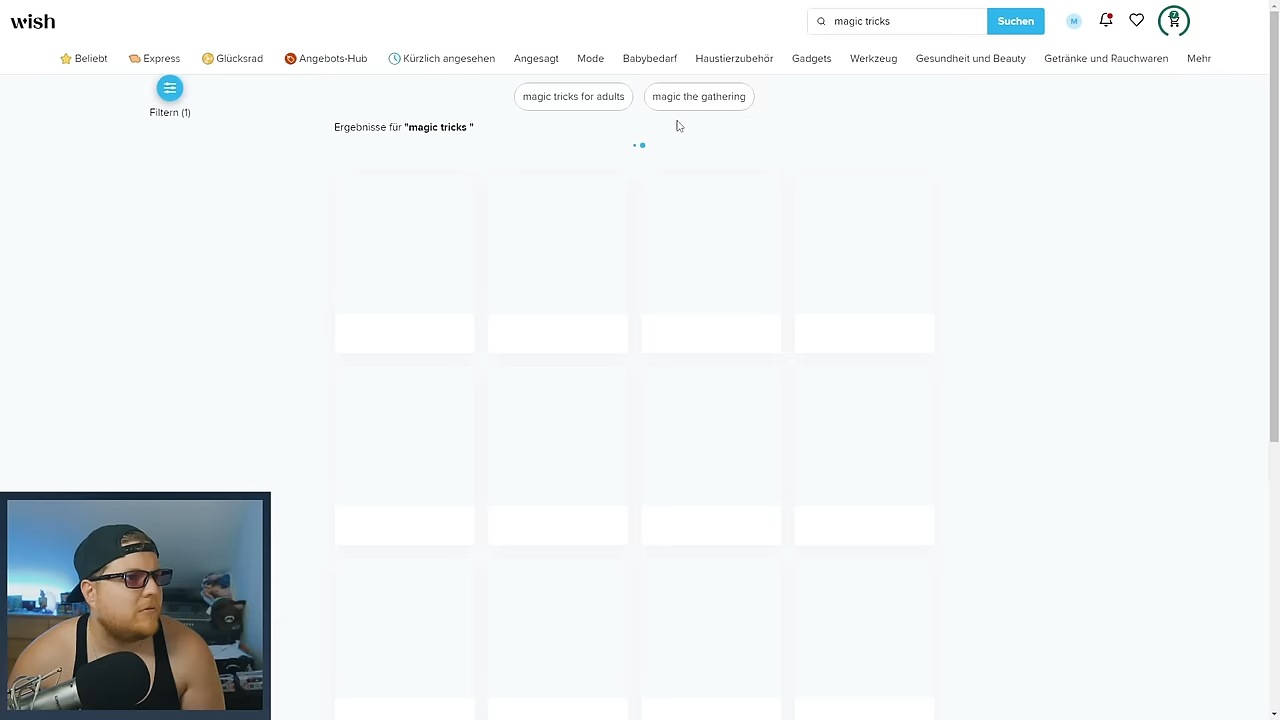 wish
magic tricks
Suchen
M
7
Beliebt
Express
Glücksrad
Angebots-Hub
Kürzlich angesehen
Angesagt
Mode
Babybedarf
Haustierzubehör
Gadgets
Werkzeug
Gesundheit und Beauty
Getränke und Rauchwaren
Mehr
Filtern (1)
magic tricks for adults
magic the gathering
Ergebnisse für "magic tricks "